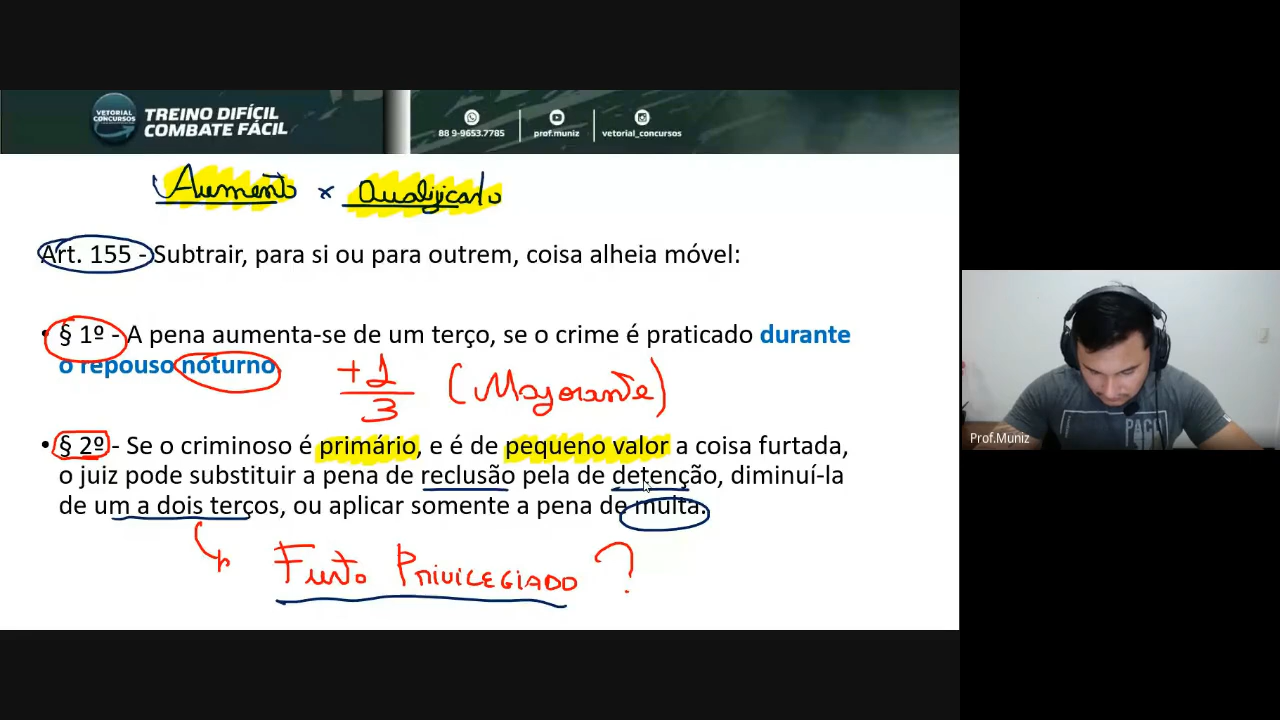 VETORIAL
CONCURSOS
TREINO DIFÍCIL
COMBATE FÁCIL
88 9-9653.7785
prof.muniz
vetorial_concursos
Aumento x Qualificado
Art. 155 - Subtrair, para si ou para outrem, coisa alheia móvel:
• § 1º - A pena aumenta-se de um terço, se o crime é praticado durante
o repouso noturno.
+1/3 (Majorante)
• § 2º - Se o criminoso é primário, e é de pequeno valor a coisa furtada,
o juiz pode substituir a pena de reclusão pela de detenção, diminuí-la
de um a dois terços, ou aplicar somente a pena de multa.
Furto Privilegiado ?
Prof.Muniz